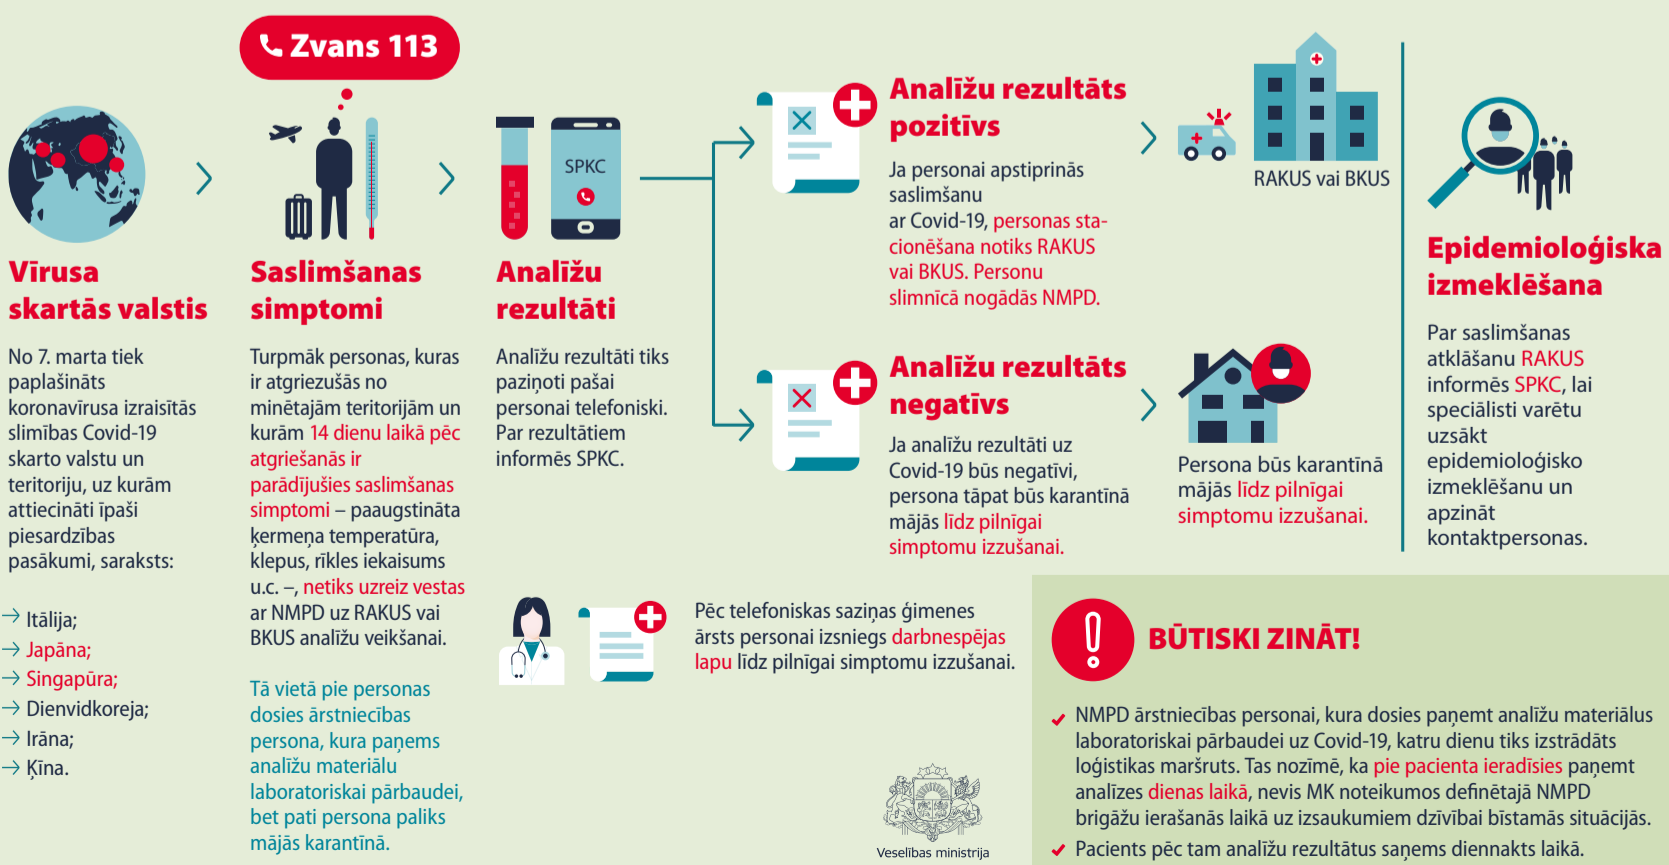 Zvans 113
Vīrusa
skartās valstis
No 7. marta tiek
paplašināts
koronavīrusa izraisītās
slimības Covid-19
skarto valstu un
teritoriju, uz kurām
attiecināti īpaši
piesardzības
pasākumi, saraksts:
→ Itālija;
→ Japāna;
→ Singapūra;
→ Dienvidkoreja;
→ Irāna;
→ Ķīna.
Saslimšanas
simptomi
Turpmāk personas, kuras
ir atgriezušās no
minētajām teritorijām un
kurām 14 dienu laikā pēc
atgriešanās ir
parādījušies saslimšanas
simptomi – paaugstināta
ķermeņa temperatūra,
klepus, rīkles iekaisums
u.c. –, netiks uzreiz vestas
ar NMPD uz RAKUS vai
BKUS analīžu veikšanai.
Tā vietā pie personas
dosies ārstniecības
persona, kura paņems
analīžu materiālu
laboratoriskai pārbaudei,
bet pati persona paliks
mājās karantīnā.
SPKC
Analīžu
rezultāti
Analīžu rezultāti tiks
paziņoti pašai
personai telefoniski.
Par rezultātiem
informēs SPKC.
Analīžu rezultāts
pozitīvs
Ja personai apstiprinās
saslimšanu
ar Covid-19, personas sta-
cionēšana notiks RAKUS
vai BKUS. Personu
slimnīcā nogādās NMPD.
RAKUS vai BKUS
Analīžu rezultāts
negatīvs
Ja analīžu rezultāti uz
Covid-19 būs negatīvi,
persona tāpat būs karantīnā
mājās līdz pilnīgai
simptomu izzušanai.
Persona būs karantīnā
mājās līdz pilnīgai
simptomu izzušanai.
Epidemioloģiska
izmeklēšana
Par saslimšanas
atklāšanu RAKUS
informēs SPKC, lai
speciālisti varētu
uzsākt
epidemioloģisko
izmeklēšanu un
apzināt
kontaktpersonas.
Pēc telefoniskas saziņas ģimenes
ārsts personai izsniegs darbnespējas
lapu līdz pilnīgai simptomu izzušanai.
Veselības ministrija
BŪTISKI ZINĀT!
NMPD ārstniecības personai, kura dosies paņemt analīžu materiālus
laboratoriskai pārbaudei uz Covid-19, katru dienu tiks izstrādāts
loģistikas maršruts. Tas nozīmē, ka pie pacienta ieradīsies paņemt
analīzes dienas laikā, nevis MK noteikumos definētajā NMPD
brigāžu ierašanās laikā uz izsaukumiem dzīvībai bīstamās situācijās.
Pacients pēc tam analīžu rezultātus saņems diennakts laikā.